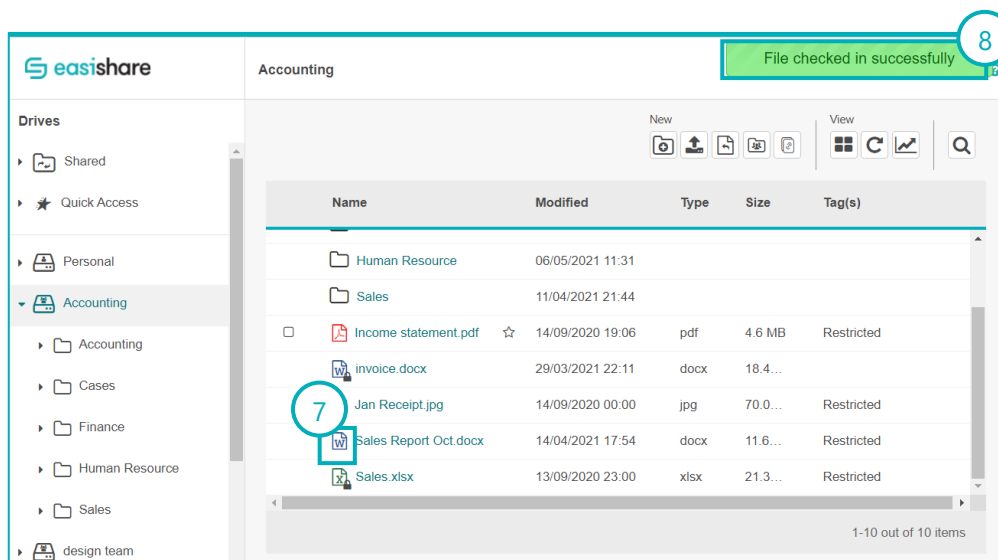 8
easishare
Accounting
File checked in successfully
Drives
New
View
Shared
Quick Access
Name Modified Type Size Tag(s)
Personal
Human Resource 06/05/2021 11:31
Accounting
Sales 11/04/2021 21:44
Accounting
Income statement.pdf 14/09/2020 19:06 pdf 4.6 MB Restricted
Cases
invoice.docx 29/03/2021 22:11 docx 18.4...
Finance
7
Jan Receipt.jpg 14/09/2020 00:00 jpg 70.0... Restricted
Human Resource
Sales Report Oct.docx 14/04/2021 17:54 docx 11.6... Restricted
Sales
Sales.xlsx 13/09/2020 23:00 xlsx 21.3... Restricted
design team
1-10 out of 10 items